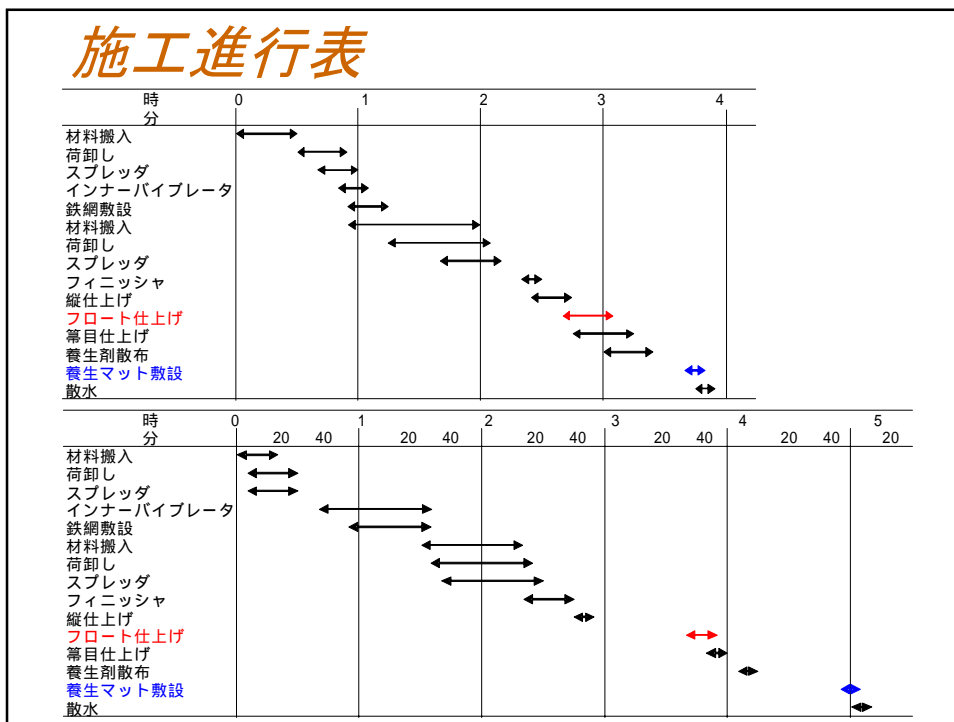 施工進行表
時 0 1 2 3 4
分
材料搬入
荷卸し
スプレッダ
インナーバイブレータ
鉄網敷設
材料搬入
荷卸し
スプレッダ
フィニッシャ
縦仕上げ
フロート仕上げ
箒目仕上げ
養生剤散布
養生マット敷設
散水
時 0 1 2 3 4 5
分 20 40 20 40 20 40 20 40 20 40 20
材料搬入
荷卸し
スプレッダ
インナーバイブレータ
鉄網敷設
材料搬入
荷卸し
スプレッダ
フィニッシャ
縦仕上げ
フロート仕上げ
箒目仕上げ
養生剤散布
養生マット敷設
散水